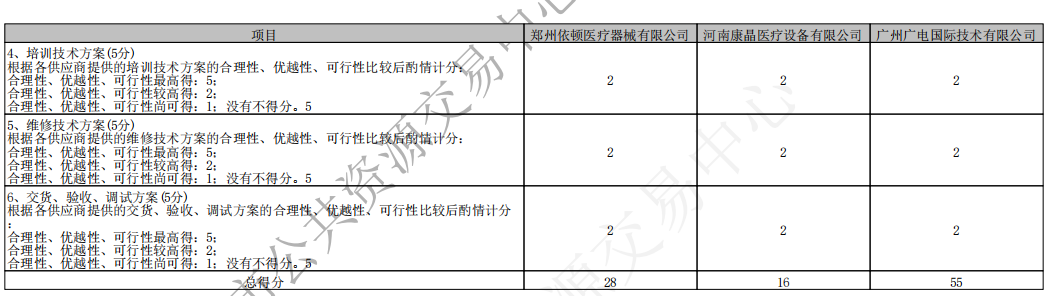 项目 郑州依顿医疗器械有限公司 河南康晶医疗设备有限公司 广州广电国际技术有限公司
4、培训技术方案(5分)
根据各供应商提供的培训技术方案的合理性、优越性、可行性比较后酌情计分:
合理性、优越性、可行性最高得:5;
合理性、优越性、可行性较高得:2;
合理性、优越性、可行性尚可得:1;没有不得分。5
2 2 2
5、维修技术方案(5分)
根据各供应商提供的维修技术方案的合理性、优越性、可行性比较后酌情计分:
合理性、优越性、可行性最高得:5;
合理性、优越性、可行性较高得:2;
合理性、优越性、可行性尚可得:1;没有不得分。5
2 2 2
6、交货、验收、调试方案(5分)
根据各供应商提供的交货、验收、调试方案的合理性、优越性、可行性比较后酌情计分
:
合理性、优越性、可行性最高得:5;
合理性、优越性、可行性较高得:2;
合理性、优越性、可行性尚可得:1;没有不得分。5
2 2 2
总得分 28 16 55
市公共资源交易中心
源交易中心